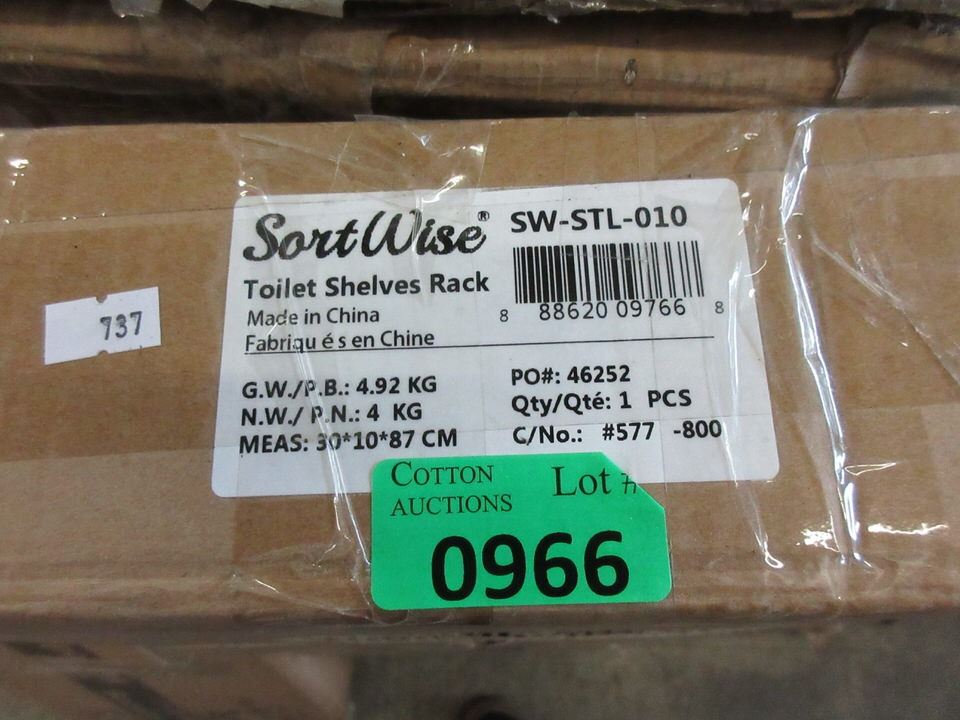 SortWise® SW-STL-010
Toilet Shelves Rack
Made in China
Fabriqu é s en Chine
8 88620 09766 8
G.W./P.B.: 4.92 KG
N.W./ P.N.: 4 KG
MEAS: 30*10*87 CM
PO#: 46252
Qty/Qté: 1 PCS
C/No.: #577 -800
737
COTTON
AUCTIONS
Lot #
0966